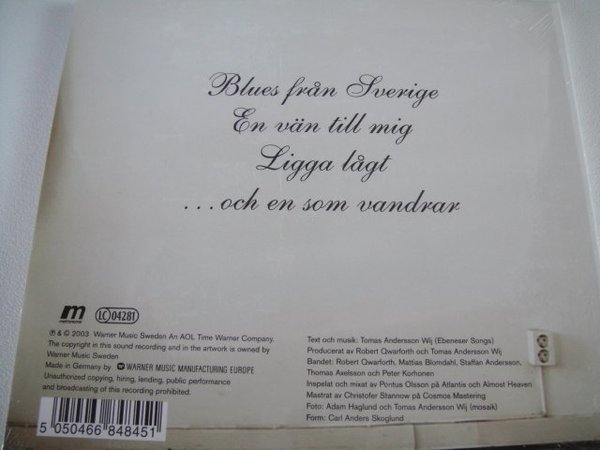 Blues från Sverige
En vän till mig
Ligga lågt
...och en som vandrar
m
metronome
LC 04281
℗ & © 2003 Warner Music Sweden An AOL Time Warner Company.
The copyright in this sound recording and in the artwork is owned by
Warner Music Sweden
Made in Germany by WARNER MUSIC MANUFACTURING EUROPE
Unauthorized copying, hiring, lending, public performance
and broadcasting of this recording prohibited.
5 050466 848451
Text och musik: Tomas Andersson Wij (Ebeneser Songs)
Producerat av Robert Qwarforth och Tomas Andersson Wij
Bandet: Robert Qwarforth, Mattias Blomdahl, Staffan Andersson,
Thomas Axelsson och Peter Korhonen
Inspelat och mixat av Pontus Olsson på Atlantis och Almost Heaven
Mastrat av Christofer Stannow på Cosmos Mastering
Foto: Adam Haglund och Tomas Andersson Wij (mosaik)
Form: Carl Anders Skoglund